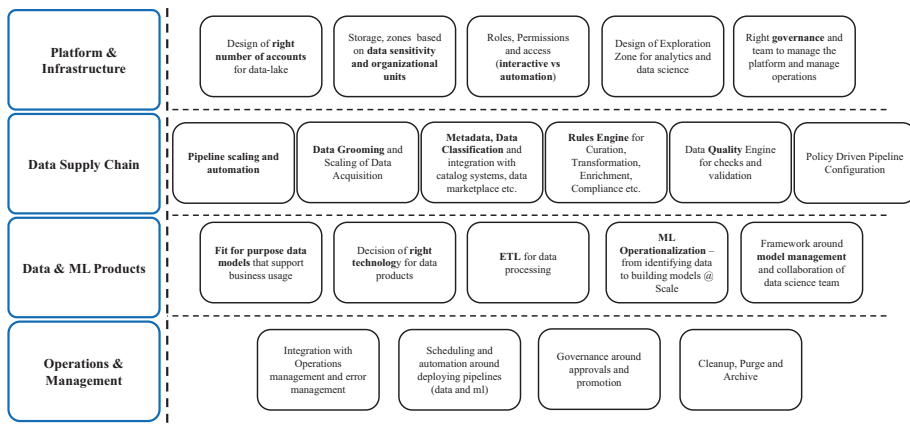 Platform &
Infrastructure
Design of right
number of accounts
for data-lake
Storage, zones based
on data sensitivity
and organizational
units
Roles, Permissions
and access
(interactive vs
automation)
Design of Exploration
Zone for analytics
and data science
Right governance and
team to manage the
platform and manage
operations
Data Supply Chain
Pipeline scaling and
automation
Data Grooming and
Scaling of Data
Acquisition
Metadata, Data
Classification and
integration with
catalog systems, data
marketplace etc.
Rules Engine for
Curation,
Transformation,
Enrichment,
Compliance etc.
Data Quality Engine
for checks and
validation
Policy Driven Pipeline
Configuration
Data & ML Products
Fit for purpose data
models that support
business usage
Decision of right
technology for data
products
ETL for data
processing
ML
Operationalization –
from identifying data
to building models @
Scale
Framework around
model management
and collaboration of
data science team
Operations &
Management
Integration with
Operations
management and error
management
Scheduling and
automation around
deploying pipelines
(data and ml)
Governance around
approvals and
promotion
Cleanup, Purge and
Archive